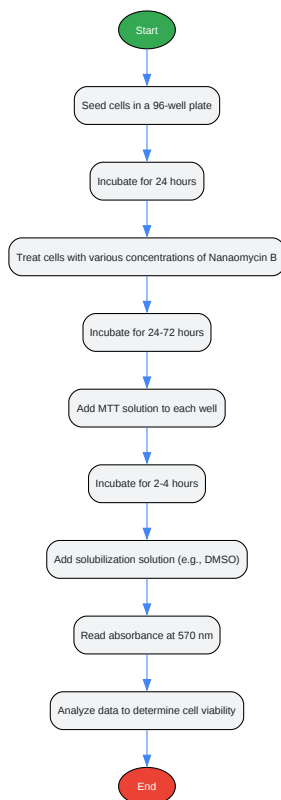 Start
Seed cells in a 96-well plate
Incubate for 24 hours
Treat cells with various concentrations of Nanaomycin B
Incubate for 24-72 hours
Add MTT solution to each well
Incubate for 2-4 hours
Add solubilization solution (e.g., DMSO)
Read absorbance at 570 nm
Analyze data to determine cell viability
End